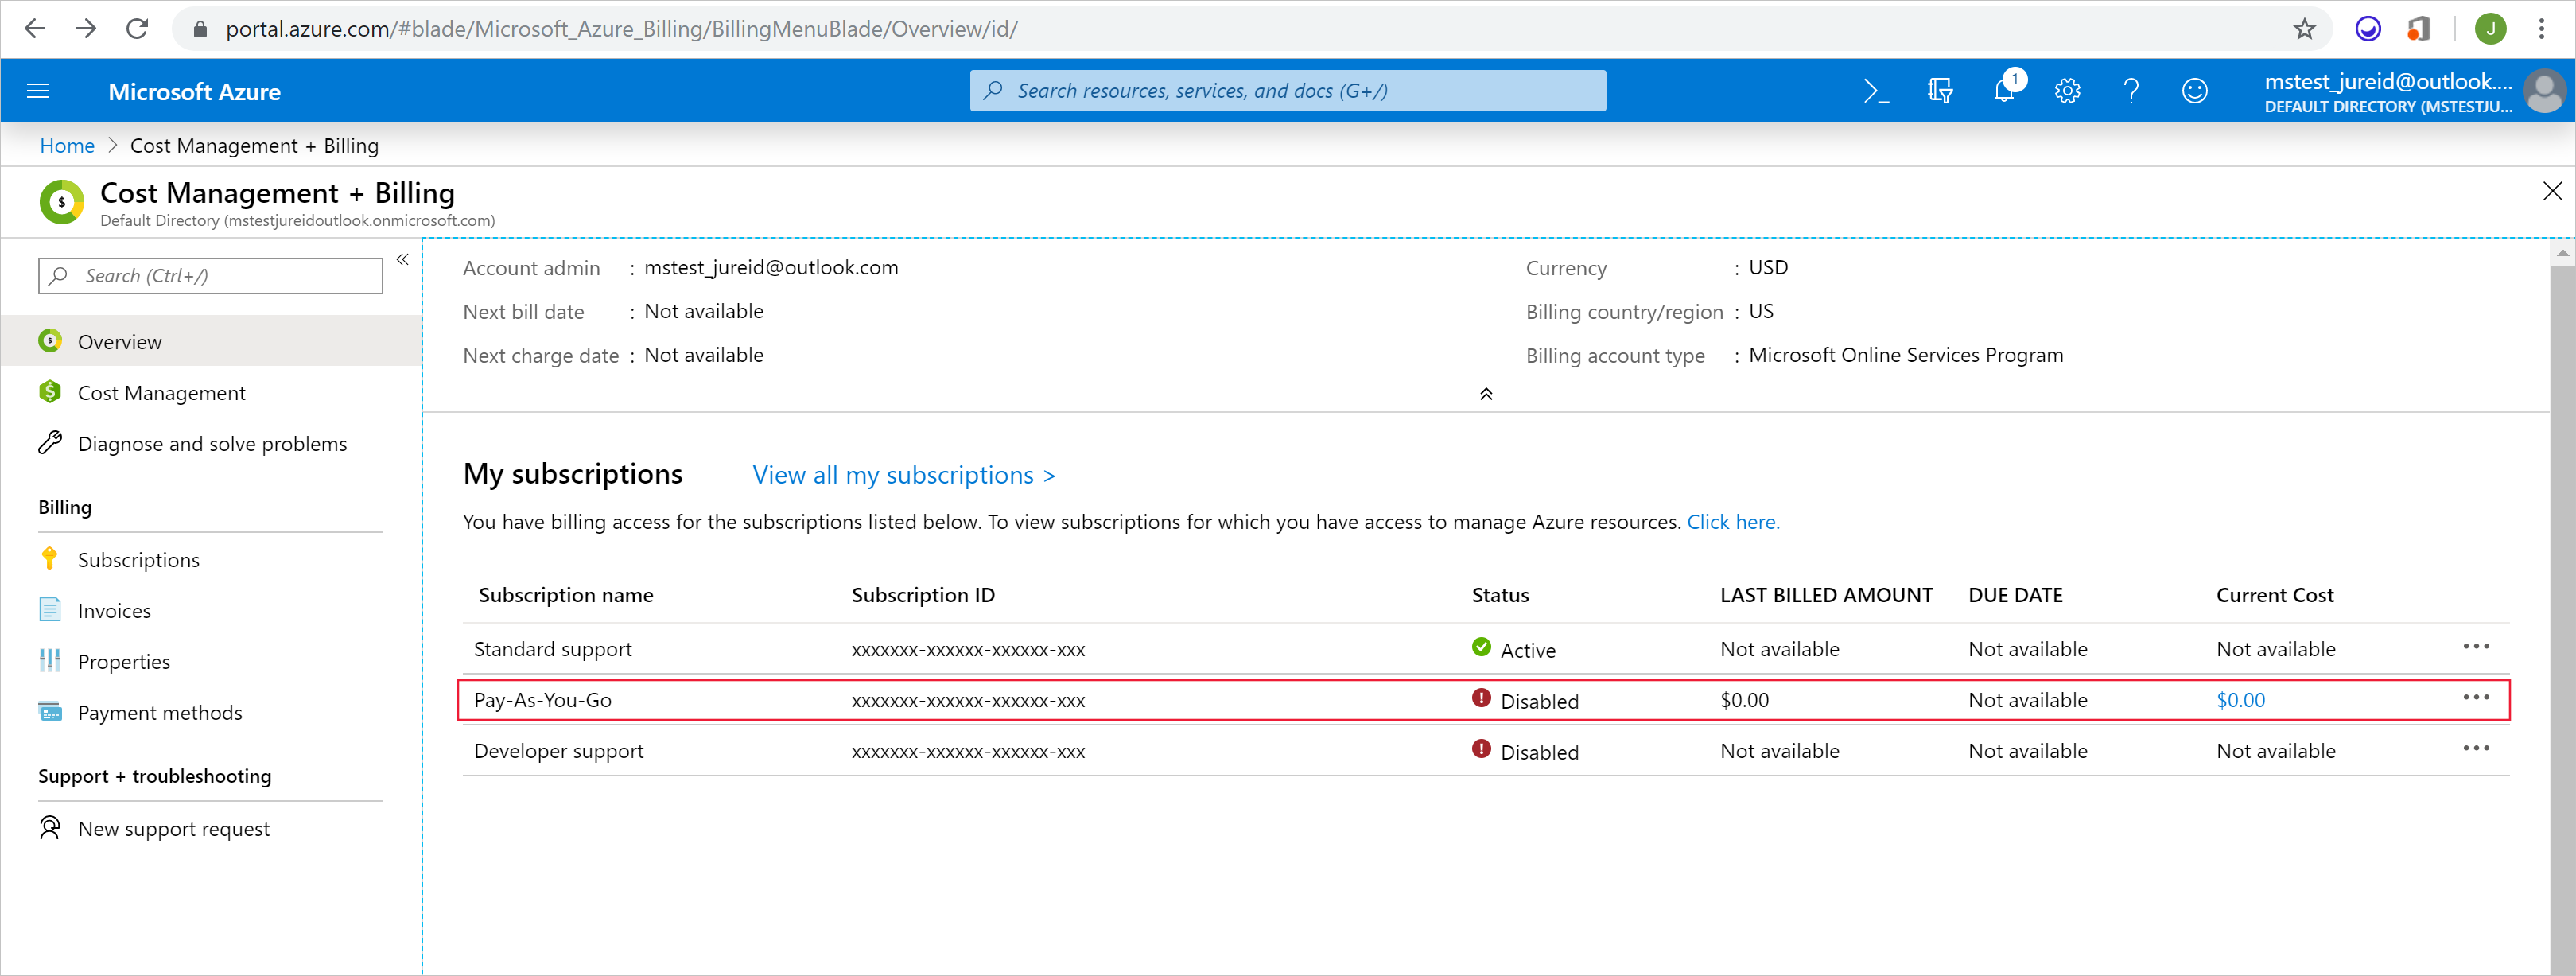 portal.azure.com/#blade/Microsoft_Azure_Billing/BillingMenuBlade/Overview/id/
J
Microsoft Azure
Search resources, services, and docs (G+/)
1
mstest_jureid@outlook....
DEFAULT DIRECTORY (MSTESTJU...
Home > Cost Management + Billing
Cost Management + Billing
Default Directory (mstestjureidoutlook.onmicrosoft.com)
Search (Ctrl+/)
Overview
Cost Management
Diagnose and solve problems
Billing
Subscriptions
Invoices
Properties
Payment methods
Support + troubleshooting
New support request
Account admin : mstest_jureid@outlook.com
Next bill date : Not available
Next charge date : Not available
Currency : USD
Billing country/region : US
Billing account type : Microsoft Online Services Program
My subscriptions View all my subscriptions >
You have billing access for the subscriptions listed below. To view subscriptions for which you have access to manage Azure resources. Click here.
Subscription name Subscription ID Status LAST BILLED AMOUNT DUE DATE Current Cost
Standard support xxxxxxx-xxxxxx-xxxxxx-xxx Active Not available Not available Not available
Pay-As-You-Go xxxxxxx-xxxxxx-xxxxxx-xxx Disabled $0.00 Not available $0.00
Developer support xxxxxxx-xxxxxx-xxxxxx-xxx Disabled Not available Not available Not available